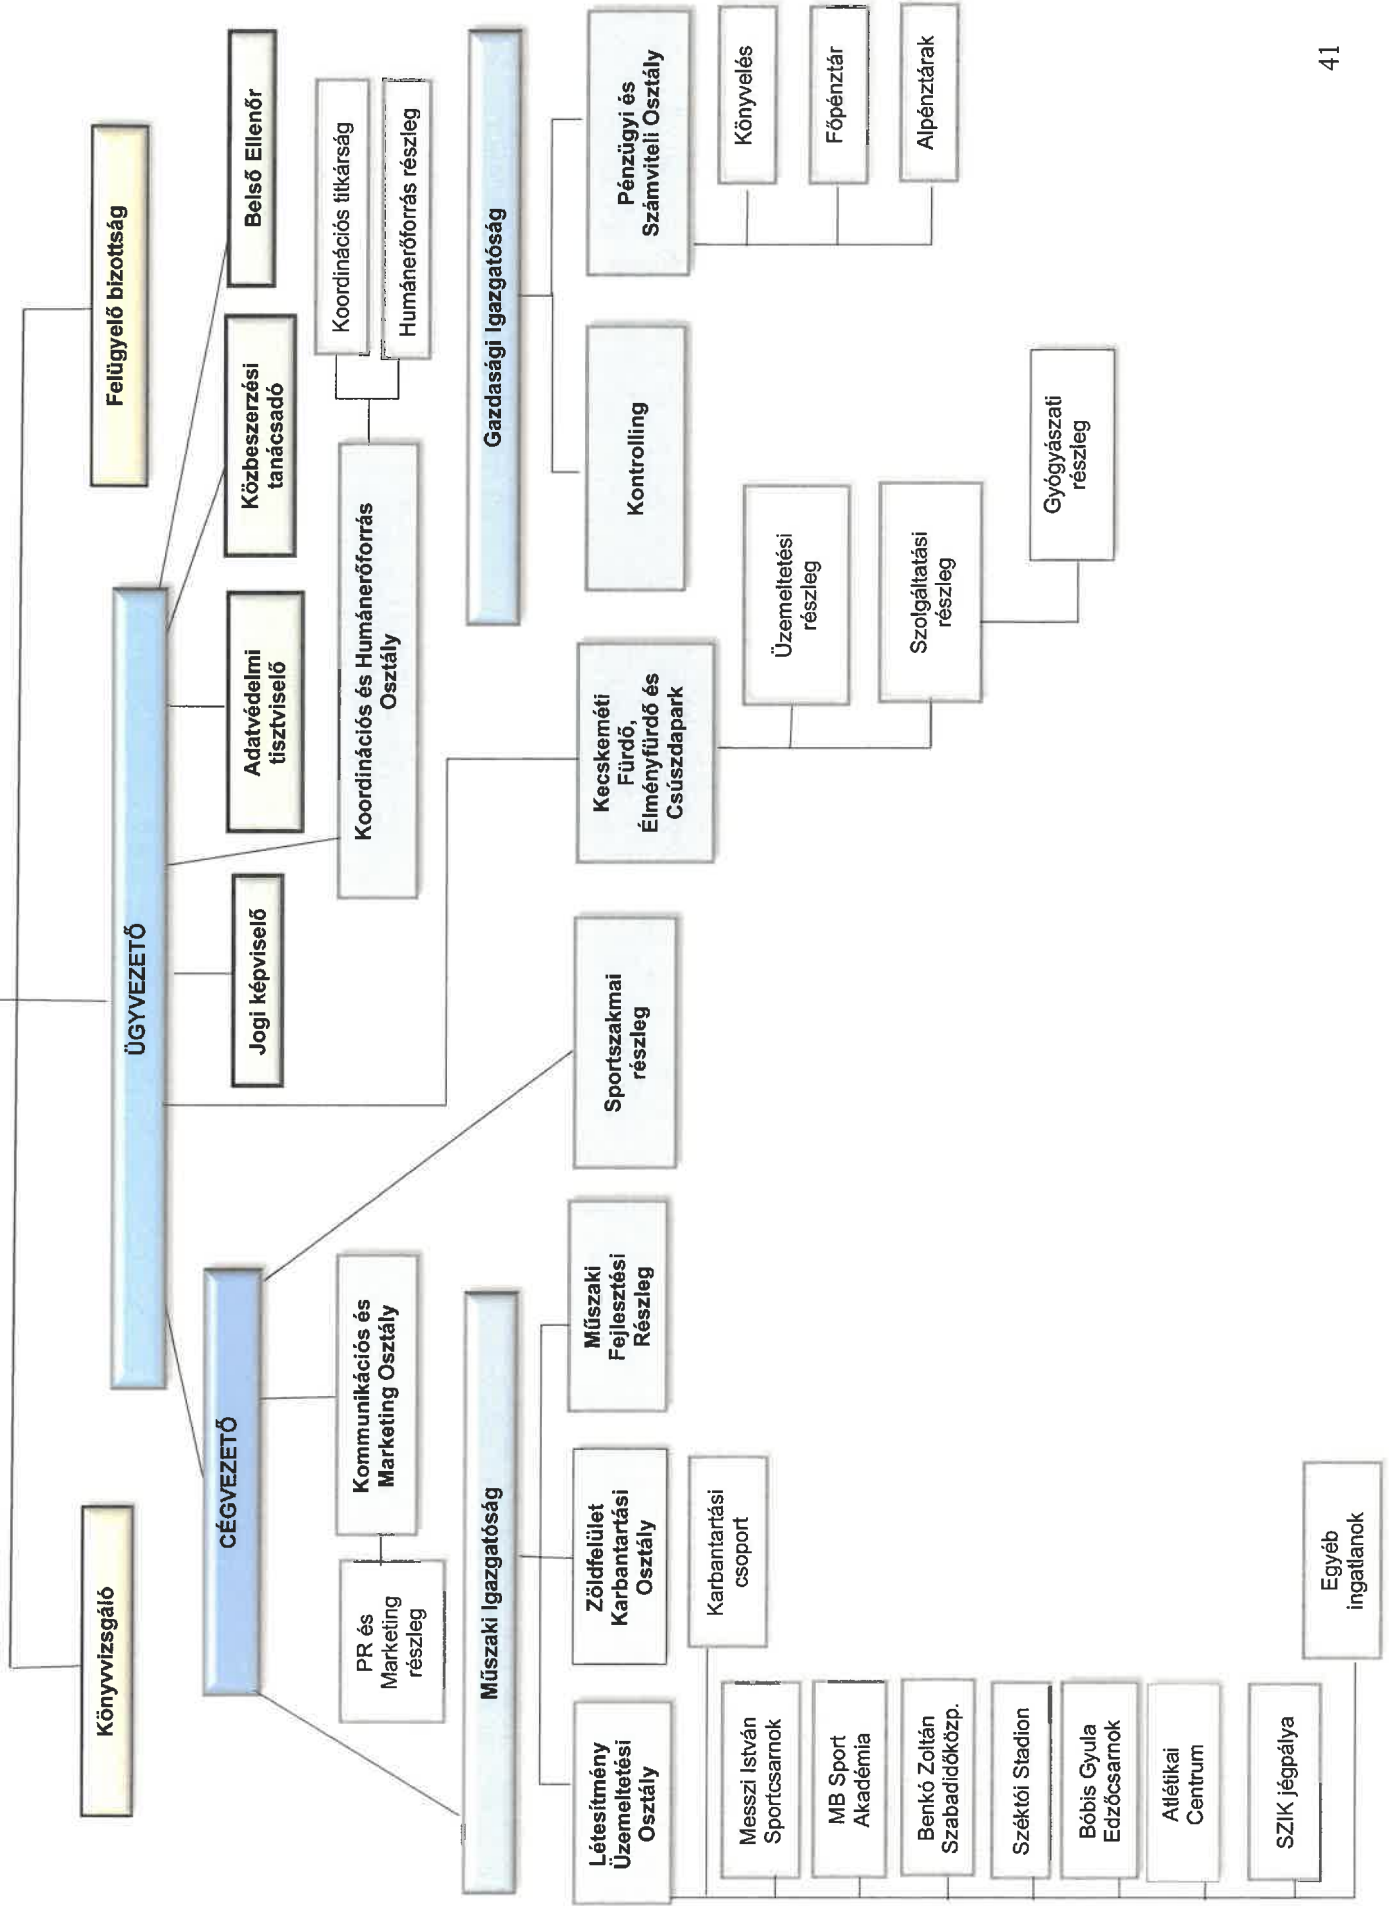 Könyvvizsgáló
Felügyelő bizottság
ÜGYVEZETŐ
CÉGVEZETŐ
Jogi képviselő
Adatvédelmi
tisztviselő
Közbeszerzési
tanácsadó
Belső Ellenőr
PR és
Marketing
részleg
Kommunikációs és
Marketing Osztály
Koordinációs és Humánerőforrás
Osztály
Koordinációs titkárság
Humánerőforrás részleg
Műszaki Igazgatóság
Gazdasági Igazgatóság
Létesítmény
Üzemeltetési
Osztály
Zöldfelület
Karbantartási
Osztály
Műszaki
Fejlesztési
Részleg
Sportszakmai
részleg
Kecskeméti
Fürdő,
Élményfürdő és
Csúszdapark
Kontrolling
Pénzügyi és
Számviteli Osztály
Karbantartási
csoport
Messzi István
Sportcsarnok
MB Sport
Akadémia
Benkó Zoltán
Szabadidőközp.
Széktói Stadion
Bóbis Gyula
Edzőcsarnok
Atlétikai
Centrum
SZIK jégpálya
Egyéb
ingatlanok
Üzemeltetési
részleg
Szolgáltatási
részleg
Gyógyászati
részleg
Könyvelés
Főpénztár
Alpénztárak
41